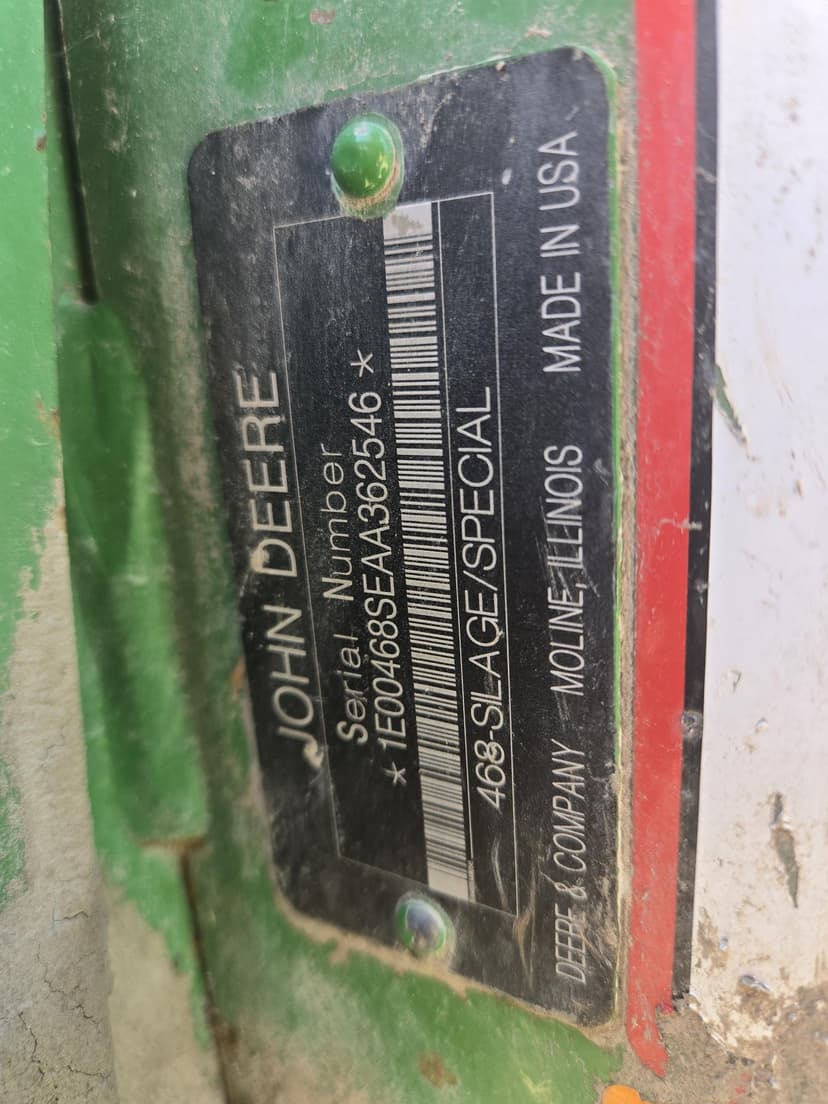 JOHN DEERE
Serial Number
*1E00468SEAA362546*
468-SILAGE/SPECIAL
DEERE & COMPANY MOLINE, ILLINOIS MADE IN USA